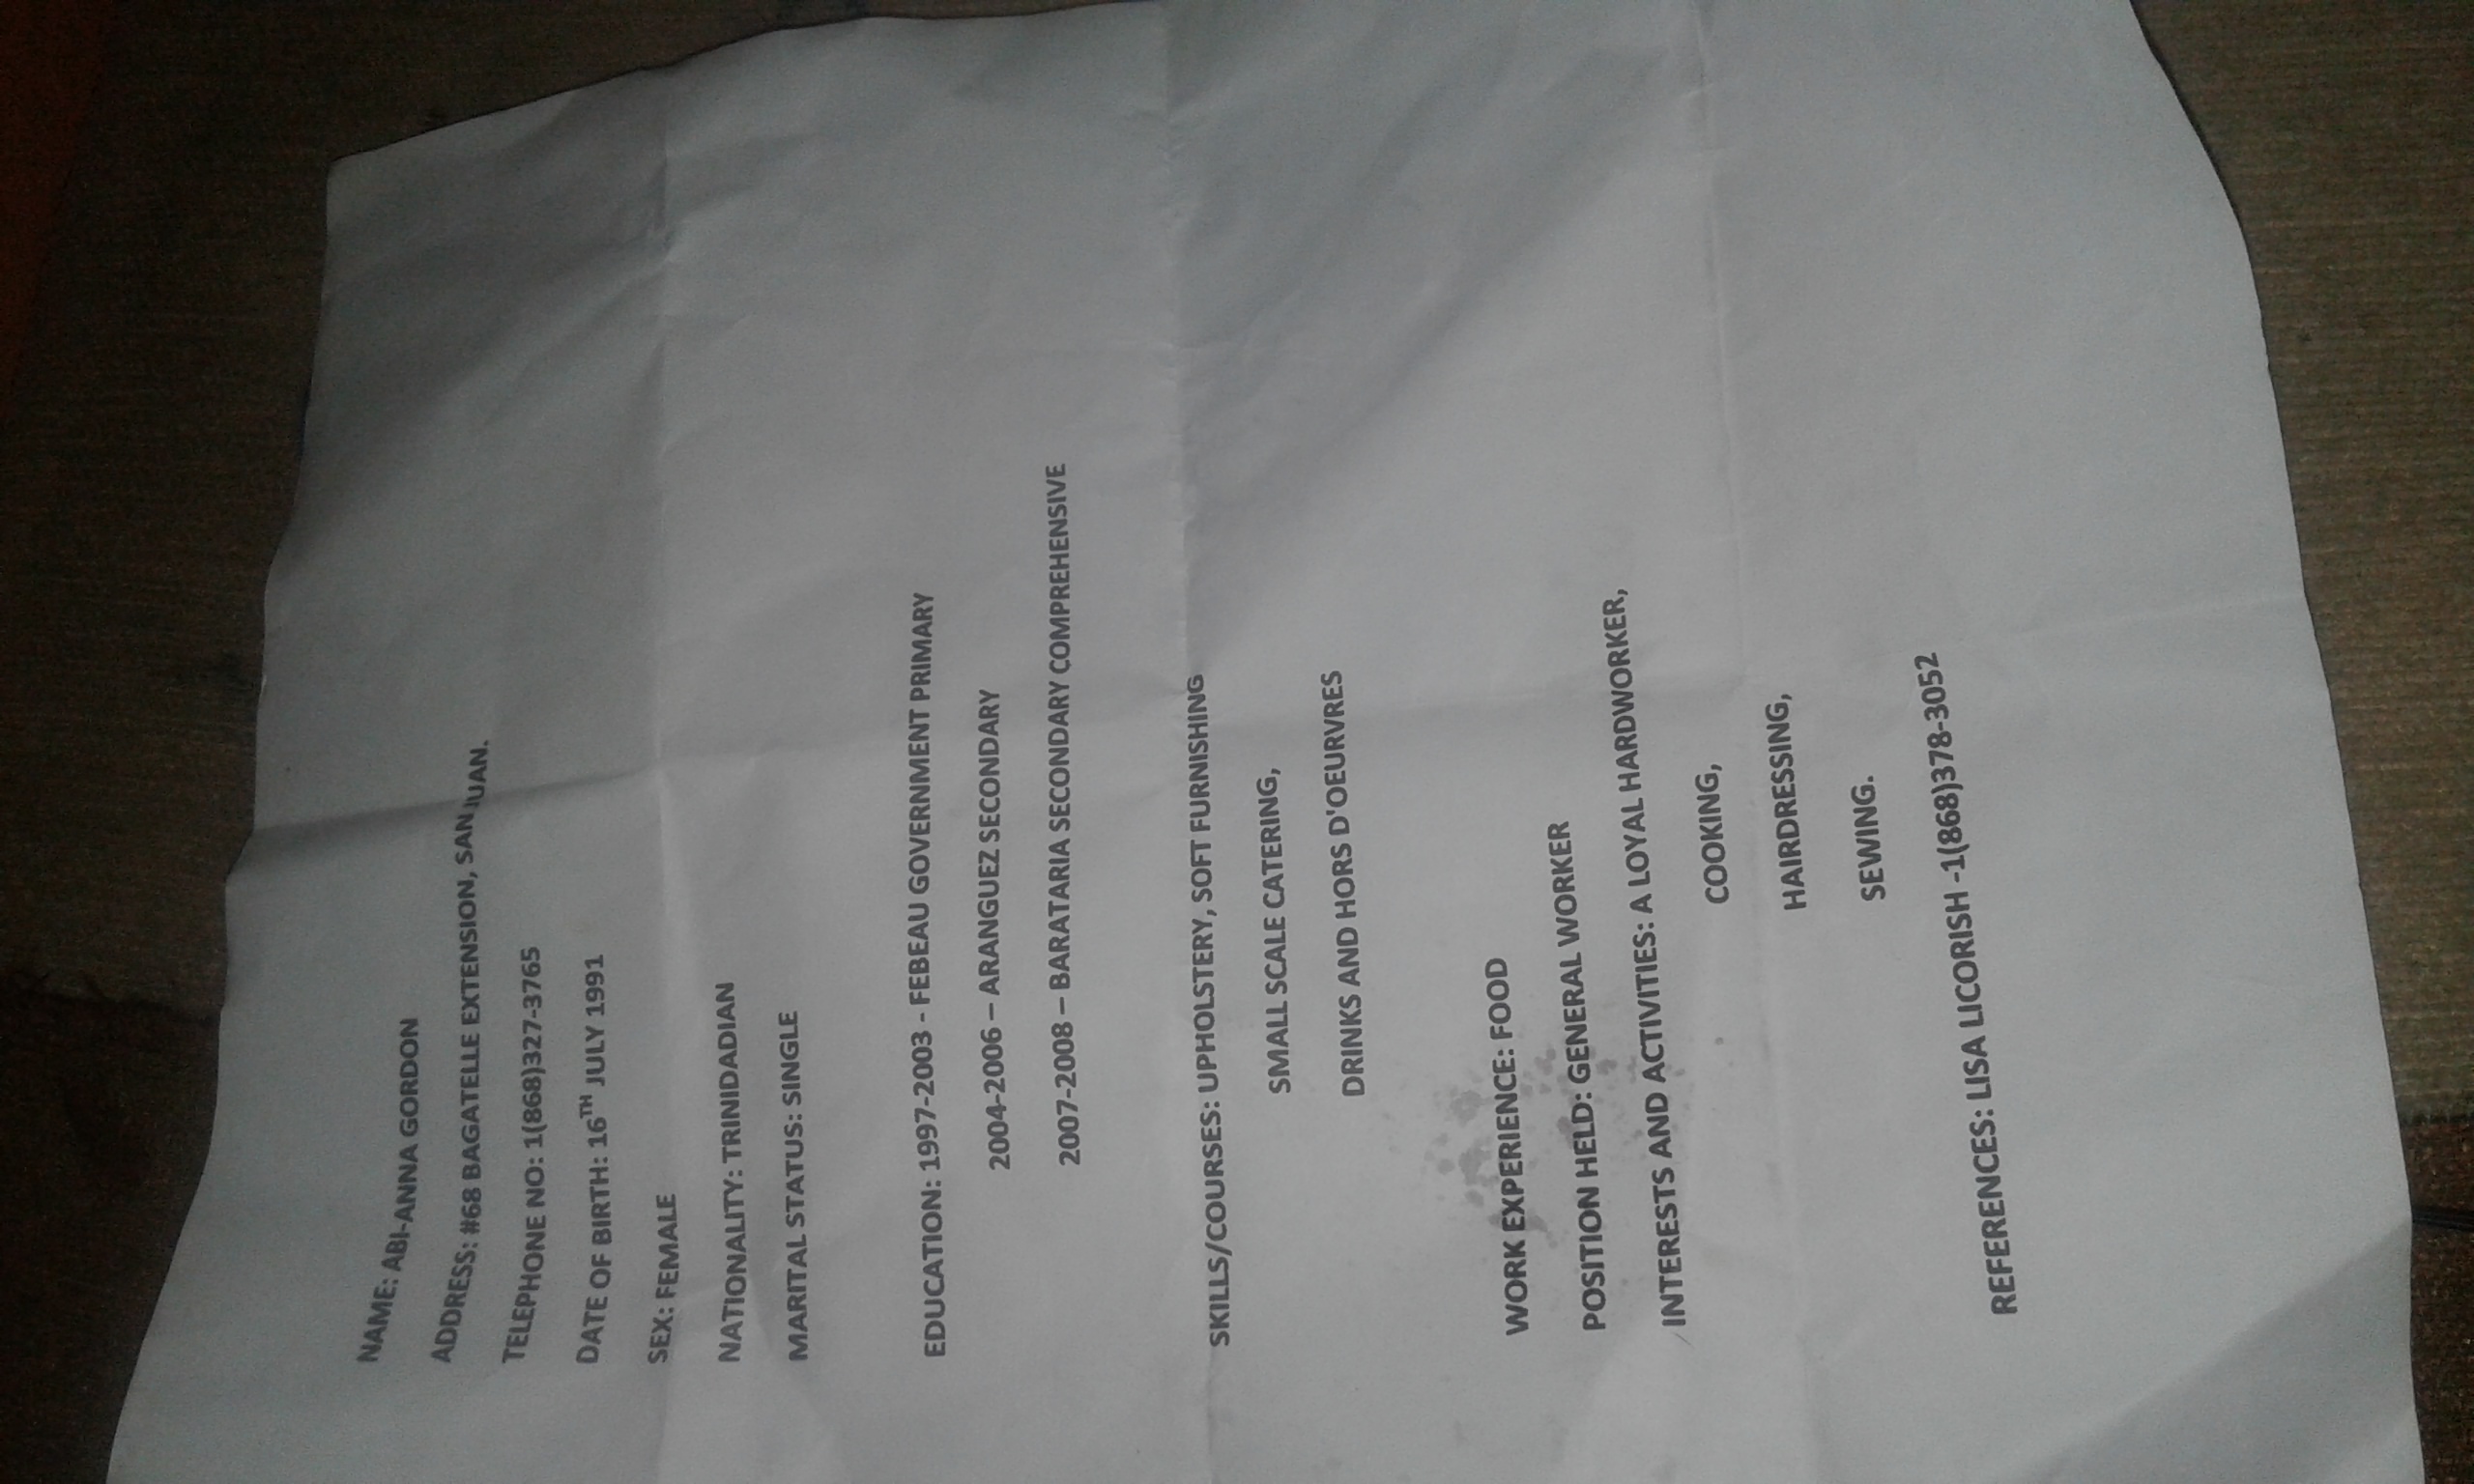 NAME: ABI-ANNA GORDON
ADDRESS: #68 BAGATELLE EXTENSION, SAN JUAN.
TELEPHONE NO: 1(868)327-3765
DATE OF BIRTH: 16TH JULY 1991
SEX: FEMALE
NATIONALITY: TRINIDADIAN
MARITAL STATUS: SINGLE
EDUCATION: 1997-2003 - FEBEAU GOVERNMENT PRIMARY
2004-2006 – ARANGUEZ SECONDARY
2007-2008 – BARATARIA SECONDARY COMPREHENSIVE
SKILLS/COURSES: UPHOLSTERY, SOFT FURNISHING
SMALL SCALE CATERING,
DRINKS AND HORS D'OEURVRES
WORK EXPERIENCE: FOOD
POSITION HELD: GENERAL WORKER
INTERESTS AND ACTIVITIES: A LOYAL HARDWORKER,
COOKING,
HAIRDRESSING,
SEWING.
REFERENCES: LISA LICORISH -1(868)378-3052